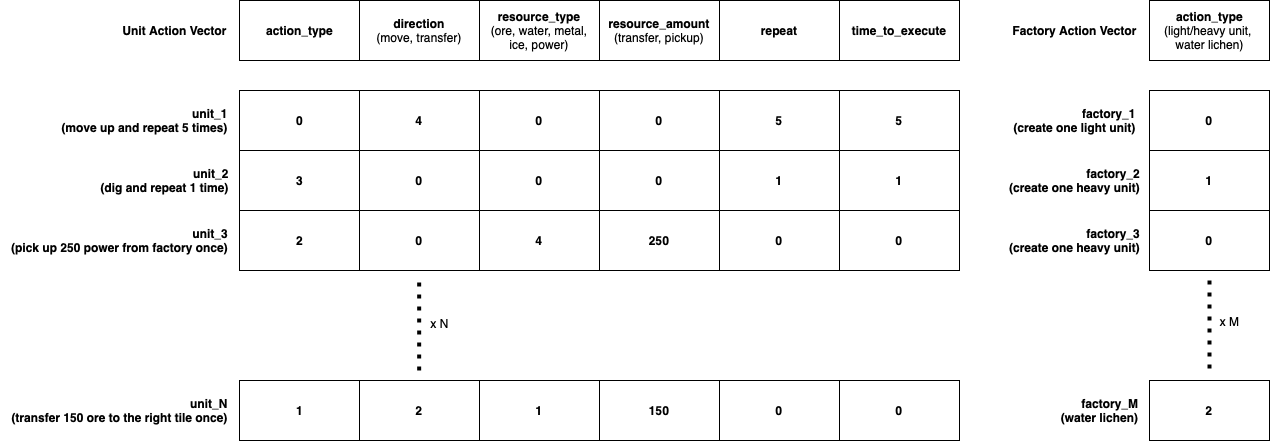 Unit Action Vector
action_type
direction
(move, transfer)
resource_type
(ore, water, metal,
ice, power)
resource_amount
(transfer, pickup)
repeat
time_to_execute
Factory Action Vector
action_type
(light/heavy unit,
water lichen)
unit_1
(move up and repeat 5 times)
0
4
0
0
5
5
factory_1
(create one light unit)
0
unit_2
(dig and repeat 1 time)
3
0
0
0
1
1
factory_2
(create one heavy unit)
1
unit_3
(pick up 250 power from factory once)
2
0
4
250
0
0
factory_3
(create one heavy unit)
0
x N
x M
unit_N
(transfer 150 ore to the right tile once)
1
2
1
150
0
0
factory_M
(water lichen)
2